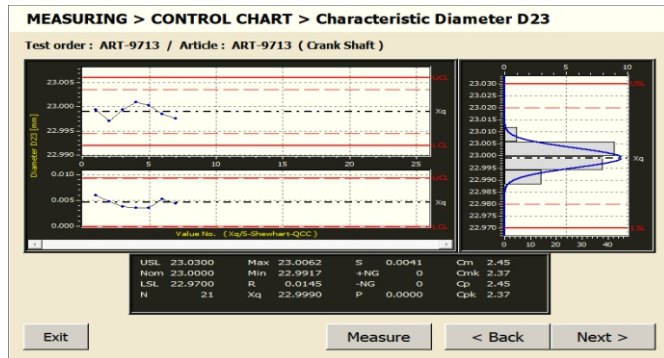 MEASURING > CONTROL CHART > Characteristic Diameter D23
Test order : ART-9713 / Article : ART-9713 ( Crank Shaft )
UCL
23.005
23.000
Xq
22.995
LCL
22.990
0 5 10 15 20 25
Diameter D23 [mm]
0.010
UCL
0.005
Xq
0.000
LCL
Value No. ( Xq/S-Shewhart-QCC )
0 5 10
23.030
USL
23.025
23.020
23.015
23.010
23.005
23.000
Xq
22.995
22.990
22.985
22.980
22.975
22.970
LSL
0 10 20 30 40
USL 23.0300 Max 23.0062 S 0.0041 Cm 2.45
Nom 23.0000 Min 22.9917 +NG 0 Cmk 2.37
LSL 22.9700 R 0.0145 -NG 0 Cp 2.45
N 21 Xq 22.9990 P 0.0000 Cpk 2.37
Exit
Measure
< Back
Next >